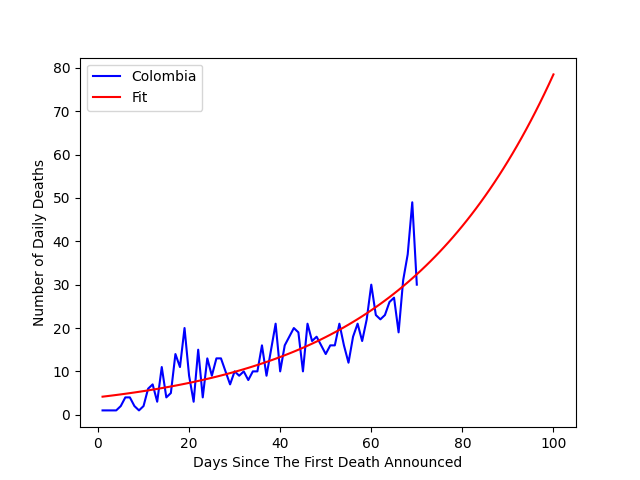 Colombia
Fit
80
70
60
50
40
30
20
10
0
Number of Daily Deaths
0 20 40 60 80 100
Days Since The First Death Announced